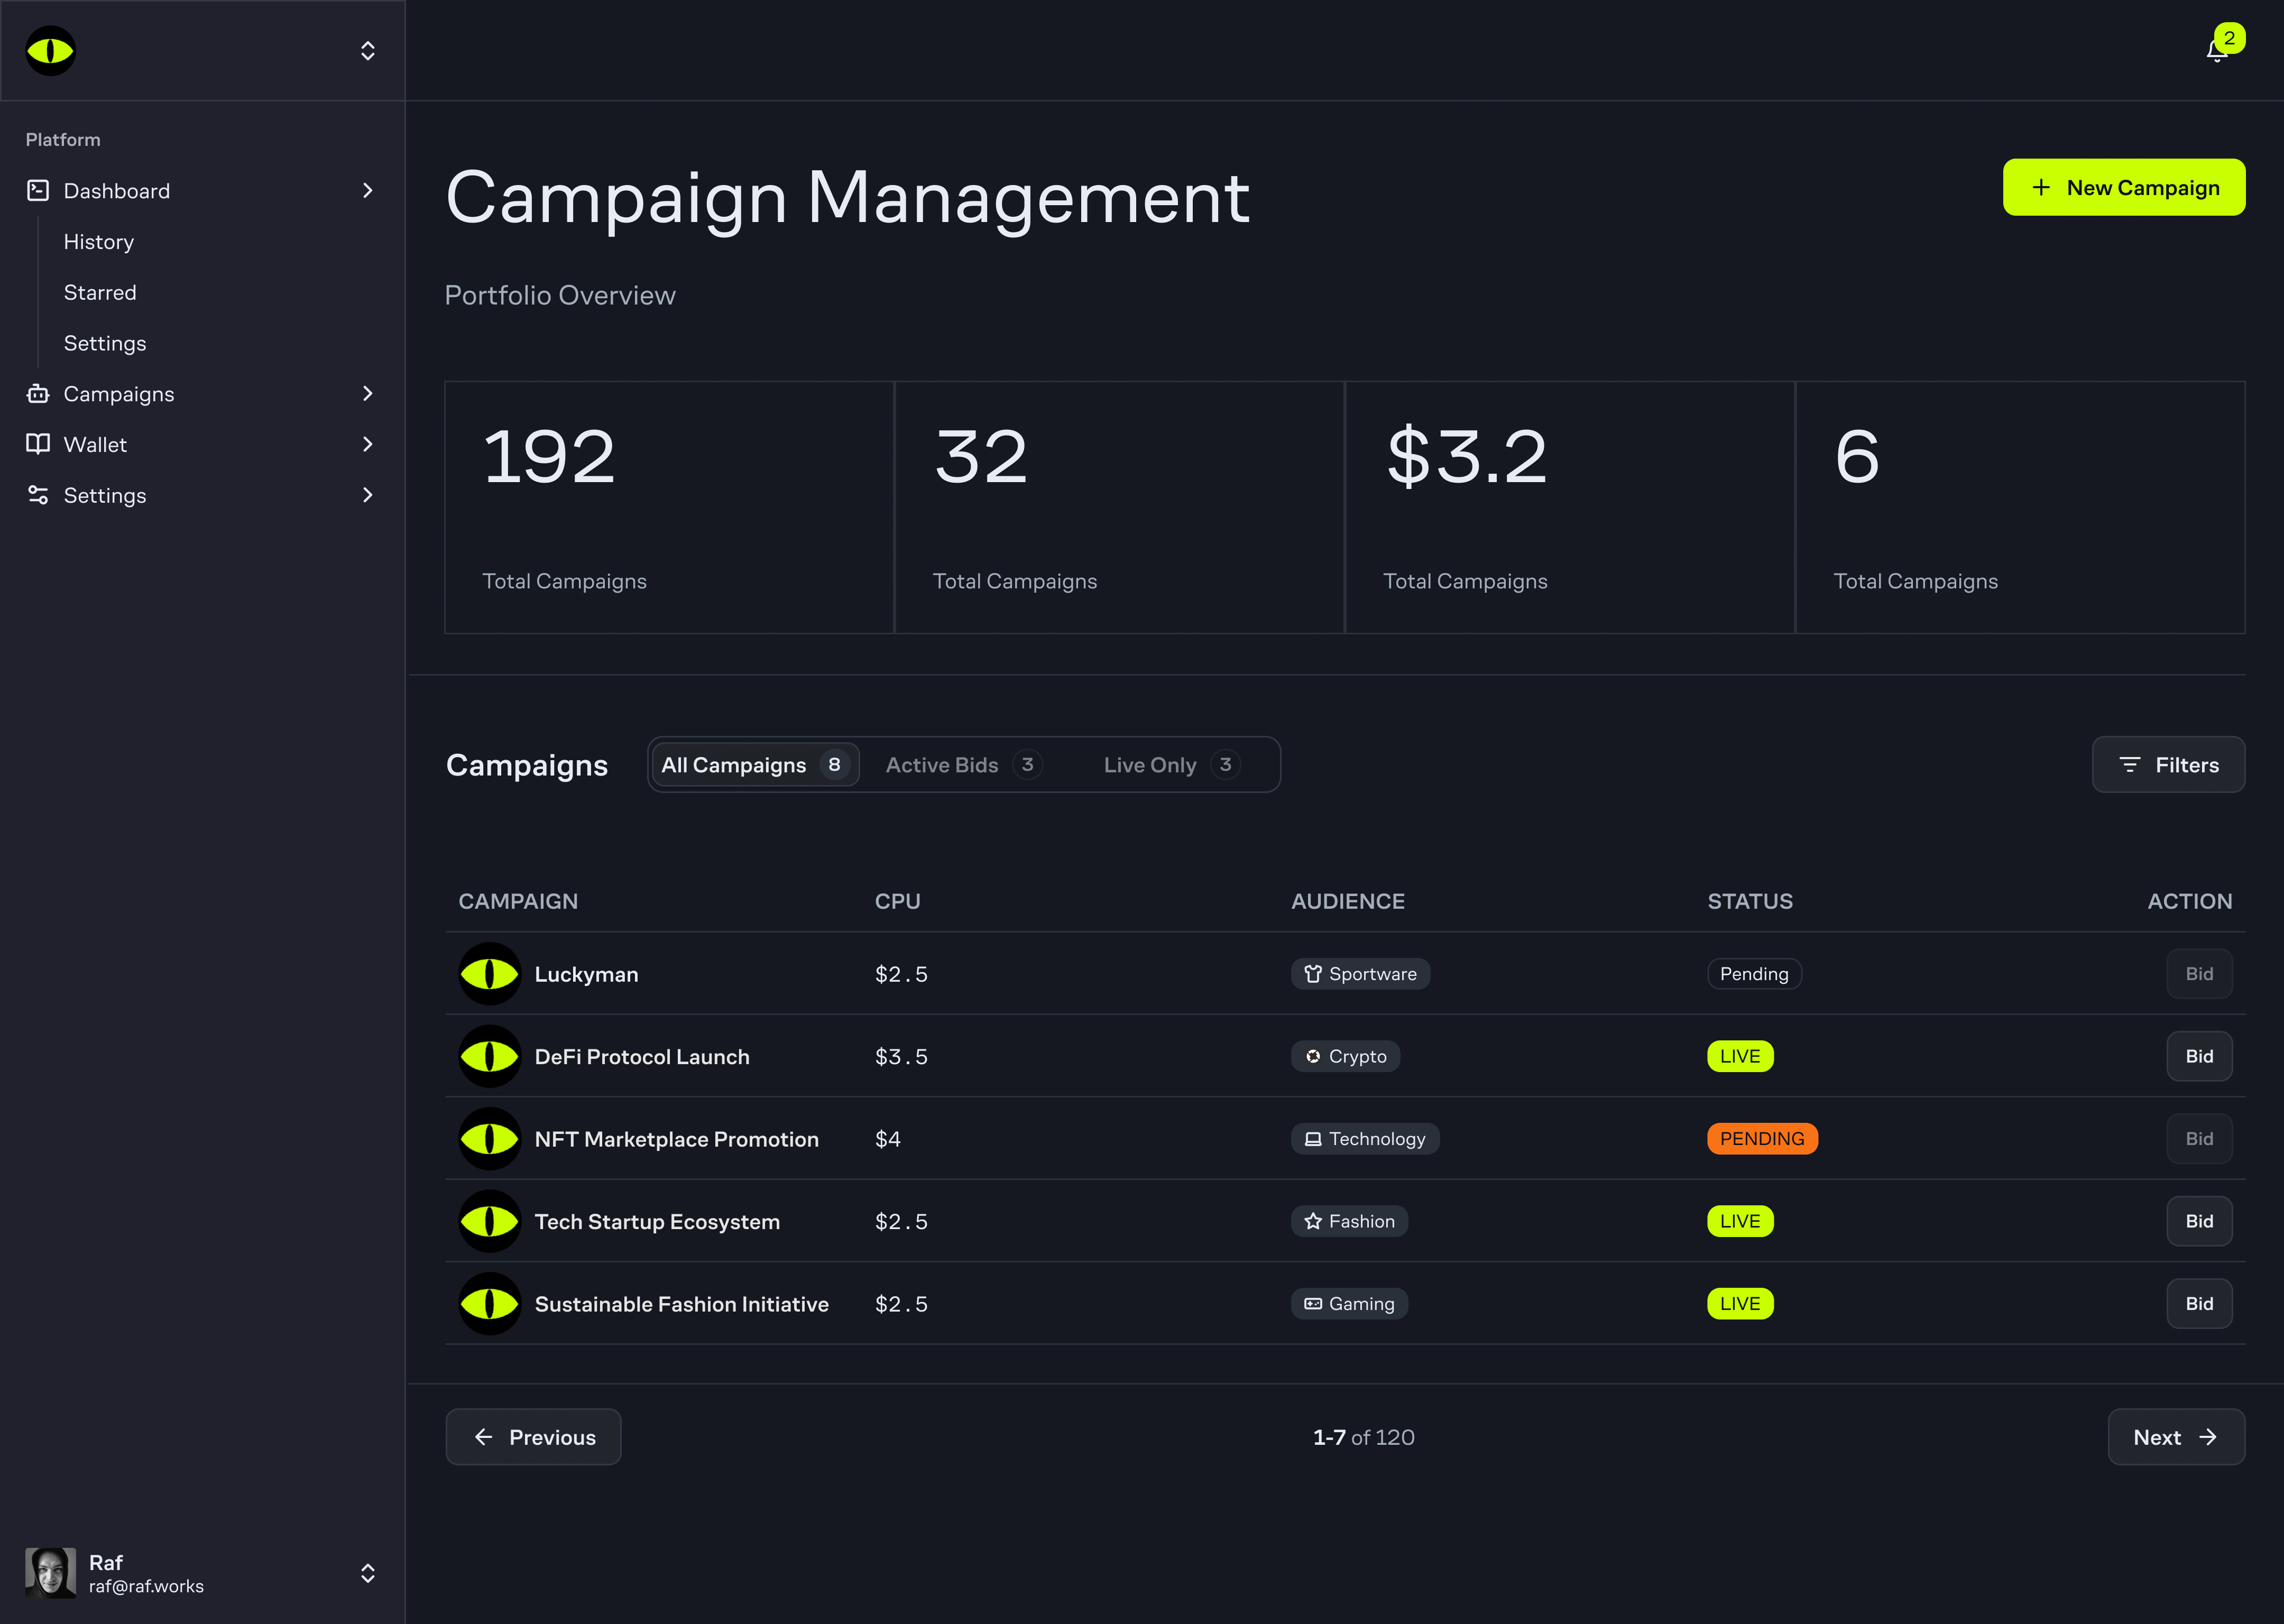 2
Platform
Dashboard
History
Starred
Settings
Campaigns
Wallet
Settings
Campaign Management
New Campaign
Portfolio Overview
192
Total Campaigns
32
Total Campaigns
$3.2
Total Campaigns
6
Total Campaigns
Campaigns
All Campaigns 8
Active Bids 3
Live Only 3
Filters
CAMPAIGN CPU AUDIENCE STATUS ACTION
Luckyman $2.5 Sportware Pending Bid
DeFi Protocol Launch $3.5 Crypto LIVE Bid
NFT Marketplace Promotion $4 Technology PENDING Bid
Tech Startup Ecosystem $2.5 Fashion LIVE Bid
Sustainable Fashion Initiative $2.5 Gaming LIVE Bid
Previous
1-7 of 120
Next
Raf
raf@raf.works